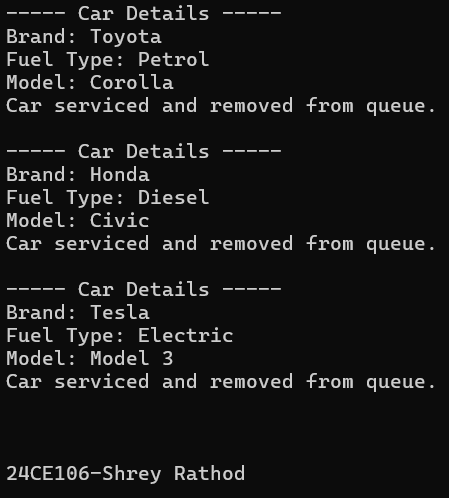 ----- Car Details -----
Brand: Toyota
Fuel Type: Petrol
Model: Corolla
Car serviced and removed from queue.
----- Car Details -----
Brand: Honda
Fuel Type: Diesel
Model: Civic
Car serviced and removed from queue.
----- Car Details -----
Brand: Tesla
Fuel Type: Electric
Model: Model 3
Car serviced and removed from queue.
24CE106-Shrey Rathod